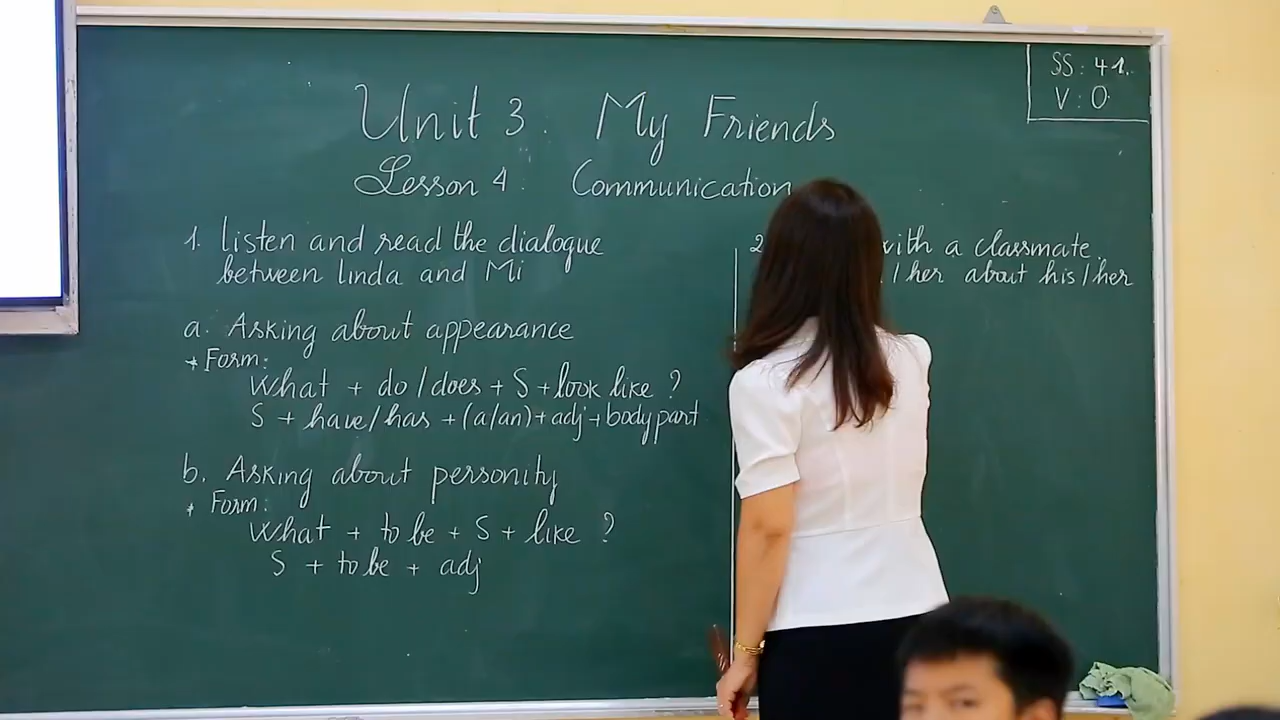 SS: 41.
V: 0
Unit 3. My Friends
Lesson 4: Communication
1. Listen and read the dialogue
between Linda and Mi
a. Asking about appearance
* Form:
What + do/does + S + look like ?
S + have/has + (a/an) + adj + body part
b. Asking about personity
* Form:
What + to be + S + like ?
S + to be + adj
2 with a classmate.
/her about his/her